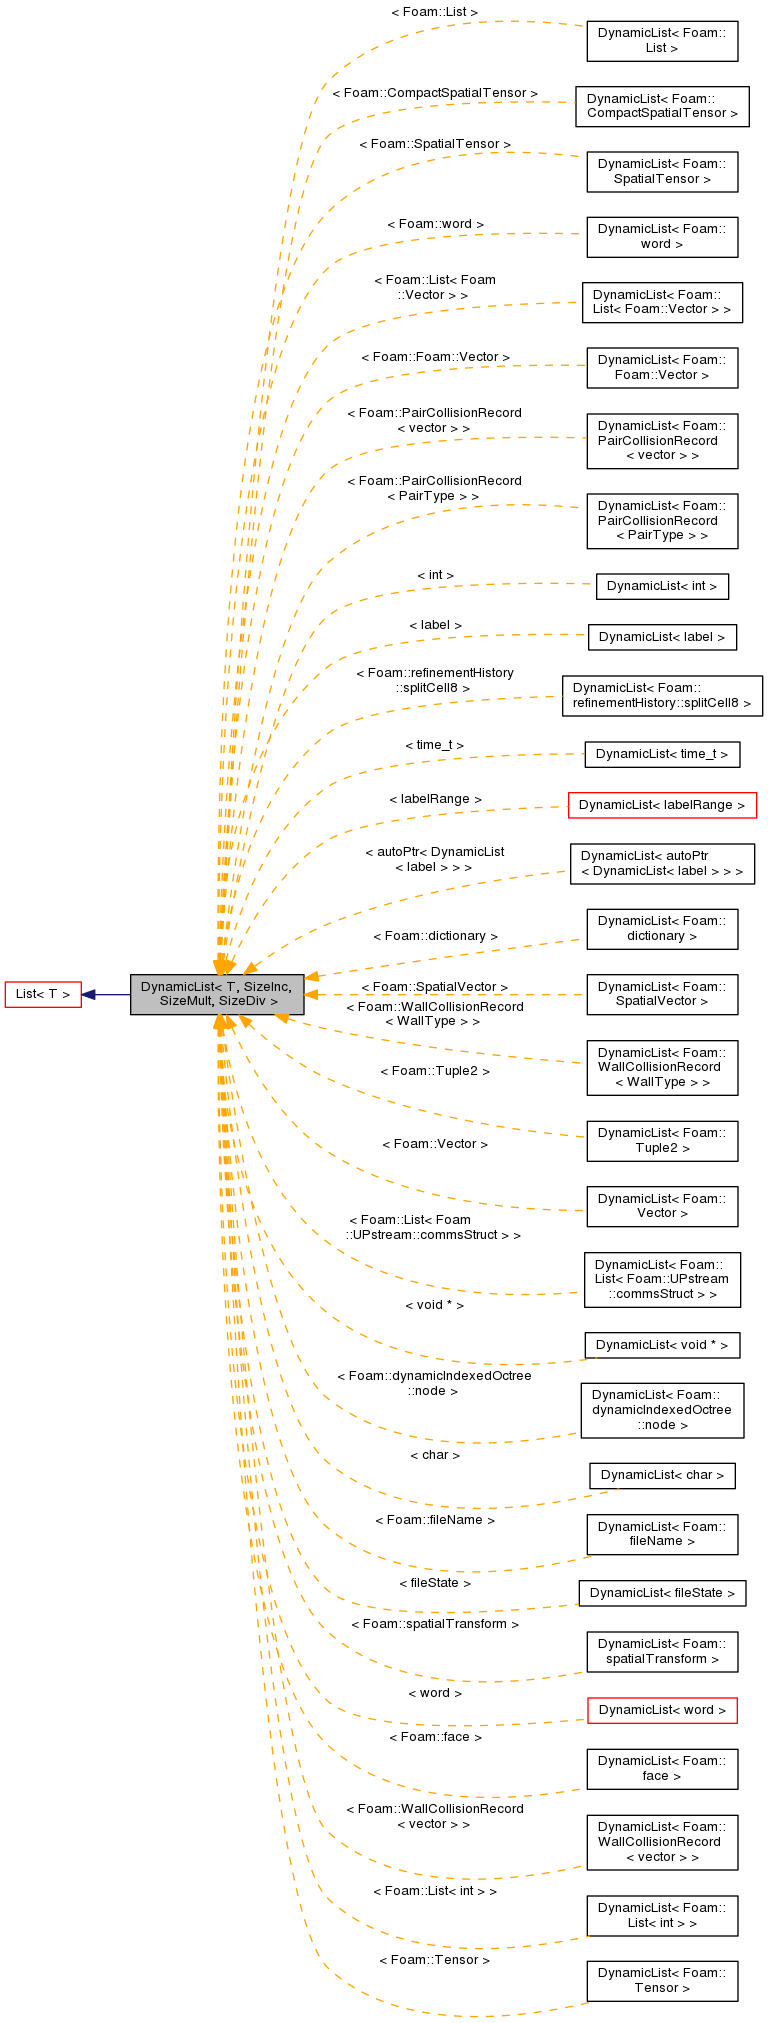 < Foam::List >
DynamicList< Foam::
List >
< Foam::CompactSpatialTensor >
DynamicList< Foam::
CompactSpatialTensor >
< Foam::SpatialTensor >
DynamicList< Foam::
SpatialTensor >
< Foam::word >
DynamicList< Foam::
word >
< Foam::List< Foam
::Vector > >
DynamicList< Foam::
List< Foam::Vector > >
< Foam::Foam::Vector >
DynamicList< Foam::
Foam::Vector >
< Foam::PairCollisionRecord
< vector > >
DynamicList< Foam::
PairCollisionRecord
< vector > >
< Foam::PairCollisionRecord
< PairType > >
DynamicList< Foam::
PairCollisionRecord
< PairType > >
< int >
DynamicList< int >
< label >
DynamicList< label >
< Foam::refinementHistory
::splitCell8 >
DynamicList< Foam::
refinementHistory::splitCell8 >
< time_t >
DynamicList< time_t >
< labelRange >
DynamicList< labelRange >
< autoPtr< DynamicList
< label > > >
DynamicList< autoPtr
< DynamicList< label > > >
< Foam::dictionary >
DynamicList< Foam::
dictionary >
List< T >
DynamicList< T, SizeInc,
SizeMult, SizeDiv >
< Foam::SpatialVector >
DynamicList< Foam::
SpatialVector >
< Foam::WallCollisionRecord
< WallType > >
DynamicList< Foam::
WallCollisionRecord
< WallType > >
< Foam::Tuple2 >
DynamicList< Foam::
Tuple2 >
< Foam::Vector >
DynamicList< Foam::
Vector >
< Foam::List< Foam
::UPstream::commsStruct > >
DynamicList< Foam::
List< Foam::UPstream
::commsStruct > >
< void * >
DynamicList< void * >
< Foam::dynamicIndexedOctree
::node >
DynamicList< Foam::
dynamicIndexedOctree
::node >
< char >
DynamicList< char >
< Foam::fileName >
DynamicList< Foam::
fileName >
< fileState >
DynamicList< fileState >
< Foam::spatialTransform >
DynamicList< Foam::
spatialTransform >
< word >
DynamicList< word >
< Foam::face >
DynamicList< Foam::
face >
< Foam::WallCollisionRecord
< vector > >
DynamicList< Foam::
WallCollisionRecord
< vector > >
< Foam::List< int > >
DynamicList< Foam::
List< int > >
< Foam::Tensor >
DynamicList< Foam::
Tensor >